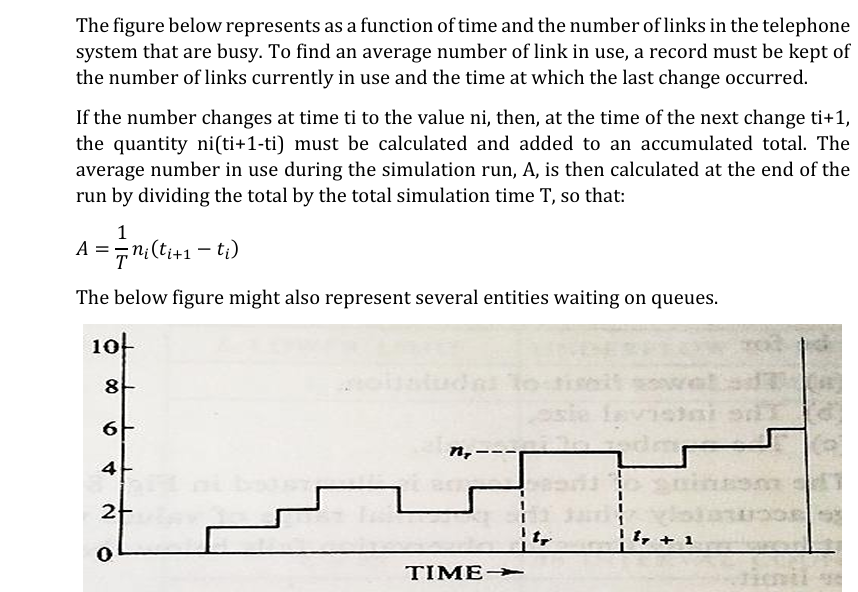 The figure below represents as a function of time and the number of links in the telephone
system that are busy. To find an average number of link in use, a record must be kept of
the number of links currently in use and the time at which the last change occurred.
If the number changes at time ti to the value ni, then, at the time of the next change ti+1,
the quantity ni(ti+1-ti) must be calculated and added to an accumulated total. The
average number in use during the simulation run, A, is then calculated at the end of the
run by dividing the total by the total simulation time T, so that:
A = 1/T nᵢ(tᵢ₊₁ − tᵢ)
The below figure might also represent several entities waiting on queues.
10
8
6
nᵣ
4
2
tᵣ tᵣ + 1
0
TIME→